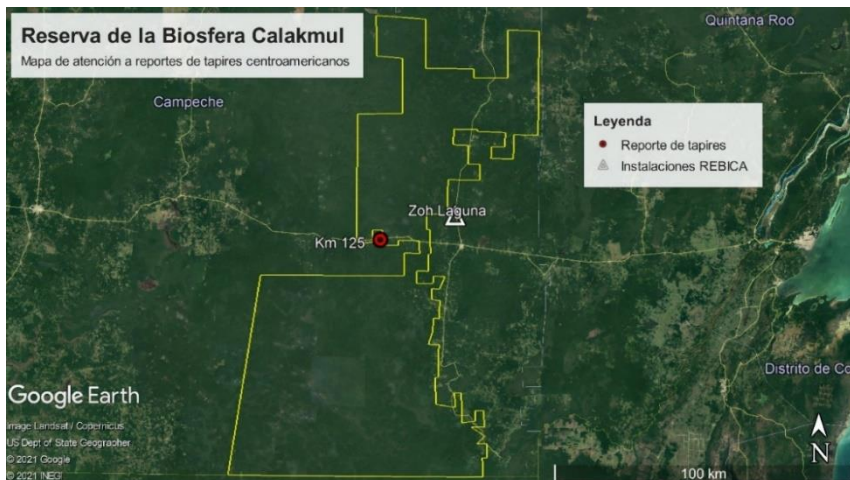 Reserva de la Biosfera Calakmul
Mapa de atención a reportes de tapires centroamericanos
Quintana Roo
Campeche
Leyenda
Reporte de tapires
Instalaciones REBICA
Zoh Laguna
Km 125
Distrito de Co
Google Earth
Image Landsat / Copernicus
US Dept of State Geographer
© 2021 Google
© 2021 INEGI
N
100 km